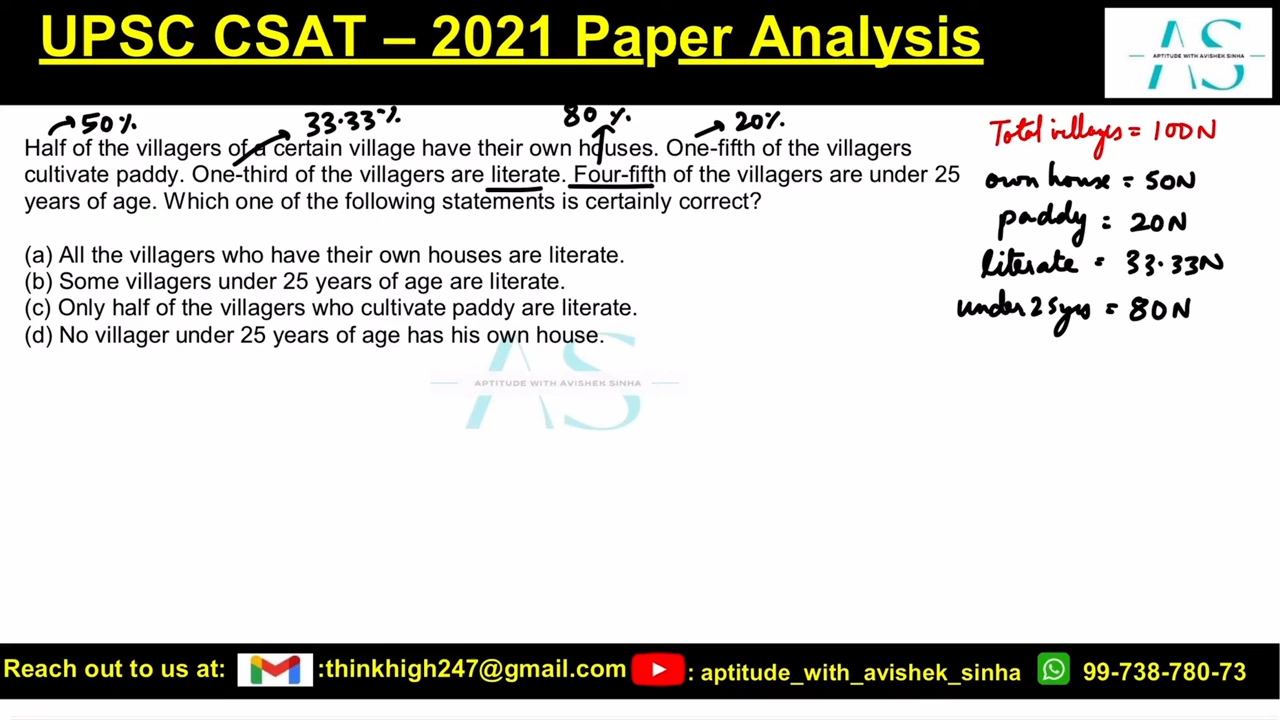 UPSC CSAT – 2021 Paper Analysis
AS
APTITUDE WITH AVISHEK SINHA
50%
33.33%
80%
20%
Half of the villagers of a certain village have their own houses. One-fifth of the villagers
cultivate paddy. One-third of the villagers are literate. Four-fifth of the villagers are under 25
years of age. Which one of the following statements is certainly correct?
(a) All the villagers who have their own houses are literate.
(b) Some villagers under 25 years of age are literate.
(c) Only half of the villagers who cultivate paddy are literate.
(d) No villager under 25 years of age has his own house.
Total villages = 100N
own house = 50N
paddy = 20N
literate = 33.33N
under 25yrs = 80N
AS
APTITUDE WITH AVISHEK SINHA
Reach out to us at: :thinkhigh247@gmail.com : aptitude_with_avishek_sinha 99-738-780-73